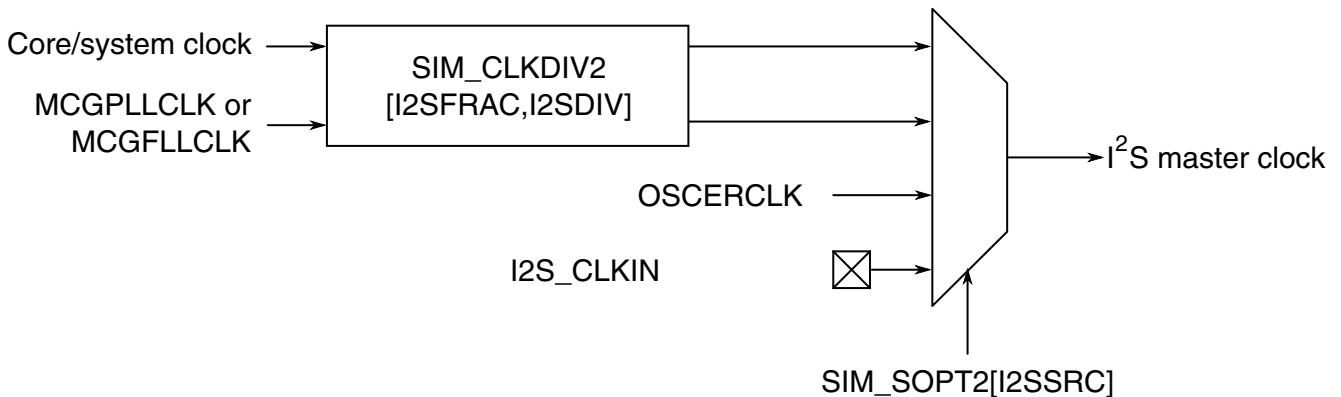 Core/system clock
SIM_CLKDIV2
[I2SFRAC,I2SDIV]
MCGPLLCLK or
MCGFLLCLK
I²S master clock
OSCERCLK
I2S_CLKIN
SIM_SOPT2[I2SSRC]